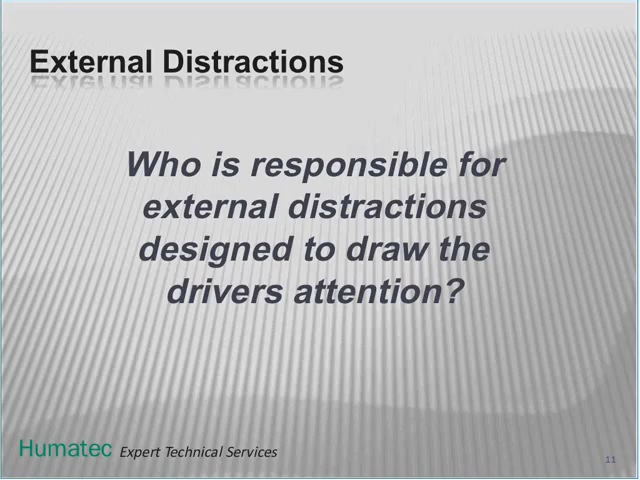 External Distractions
Who is responsible for
external distractions
designed to draw the
drivers attention?
Humatec Expert Technical Services
11